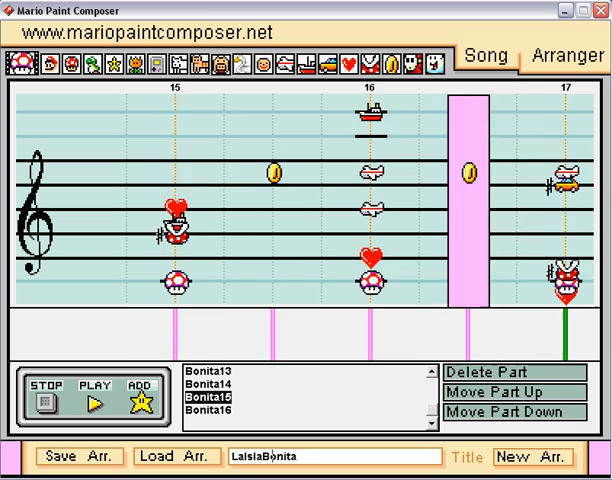 Mario Paint Composer
www.mariopaintcomposer.net
Song
Arranger
15
16
17
STOP
PLAY
ADD
Bonita13
Bonita14
Bonita15
Bonita16
Delete Part
Move Part Up
Move Part Down
Save Arr.
Load Arr.
LaIslaBonita
Title
New Arr.